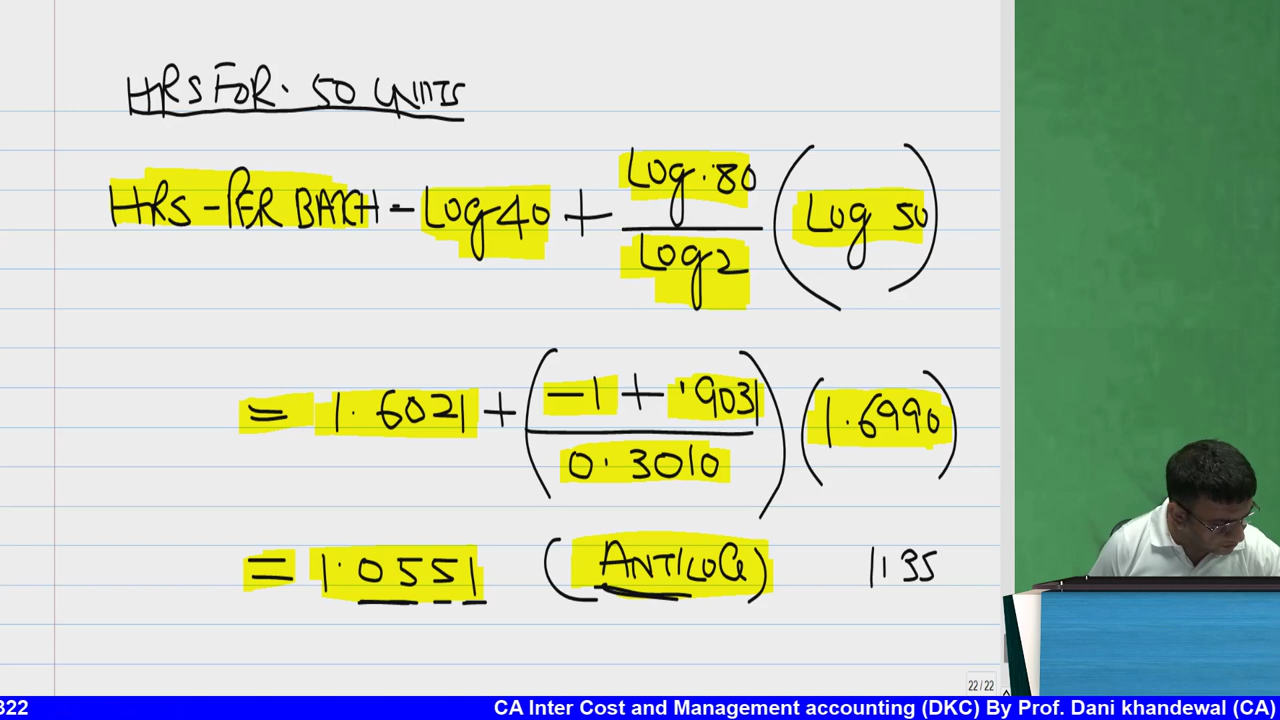 HRS FOR. 50 UNITS
HRS - PER BATCH - Log 40 + Log .80 / Log 2 (Log 50)
= 1.6021 + (-1 + .9031 / 0.3010) (1.6990)
= 1.0551 (ANTILOG) 1135
22/22
322 CA Inter Cost and Management accounting (DKC) By Prof. Dani khandewal (CA)